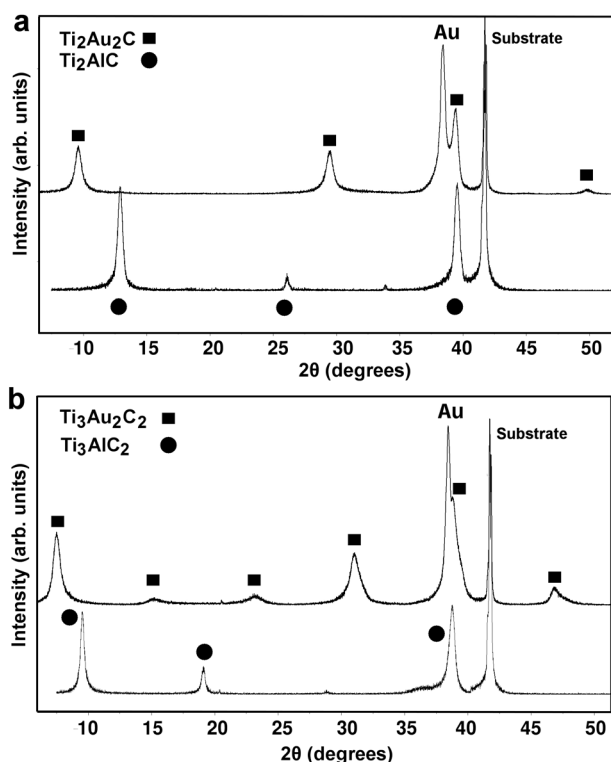 a
Ti₂Au₂C
Ti₂AlC
Au
Substrate
Intensity (arb. units)
10 15 20 25 30 35 40 45 50
2θ (degrees)
b
Ti₃Au₂C₂
Ti₃AlC₂
Au
Substrate
Intensity (arb. units)
10 15 20 25 30 35 40 45 50
2θ (degrees)